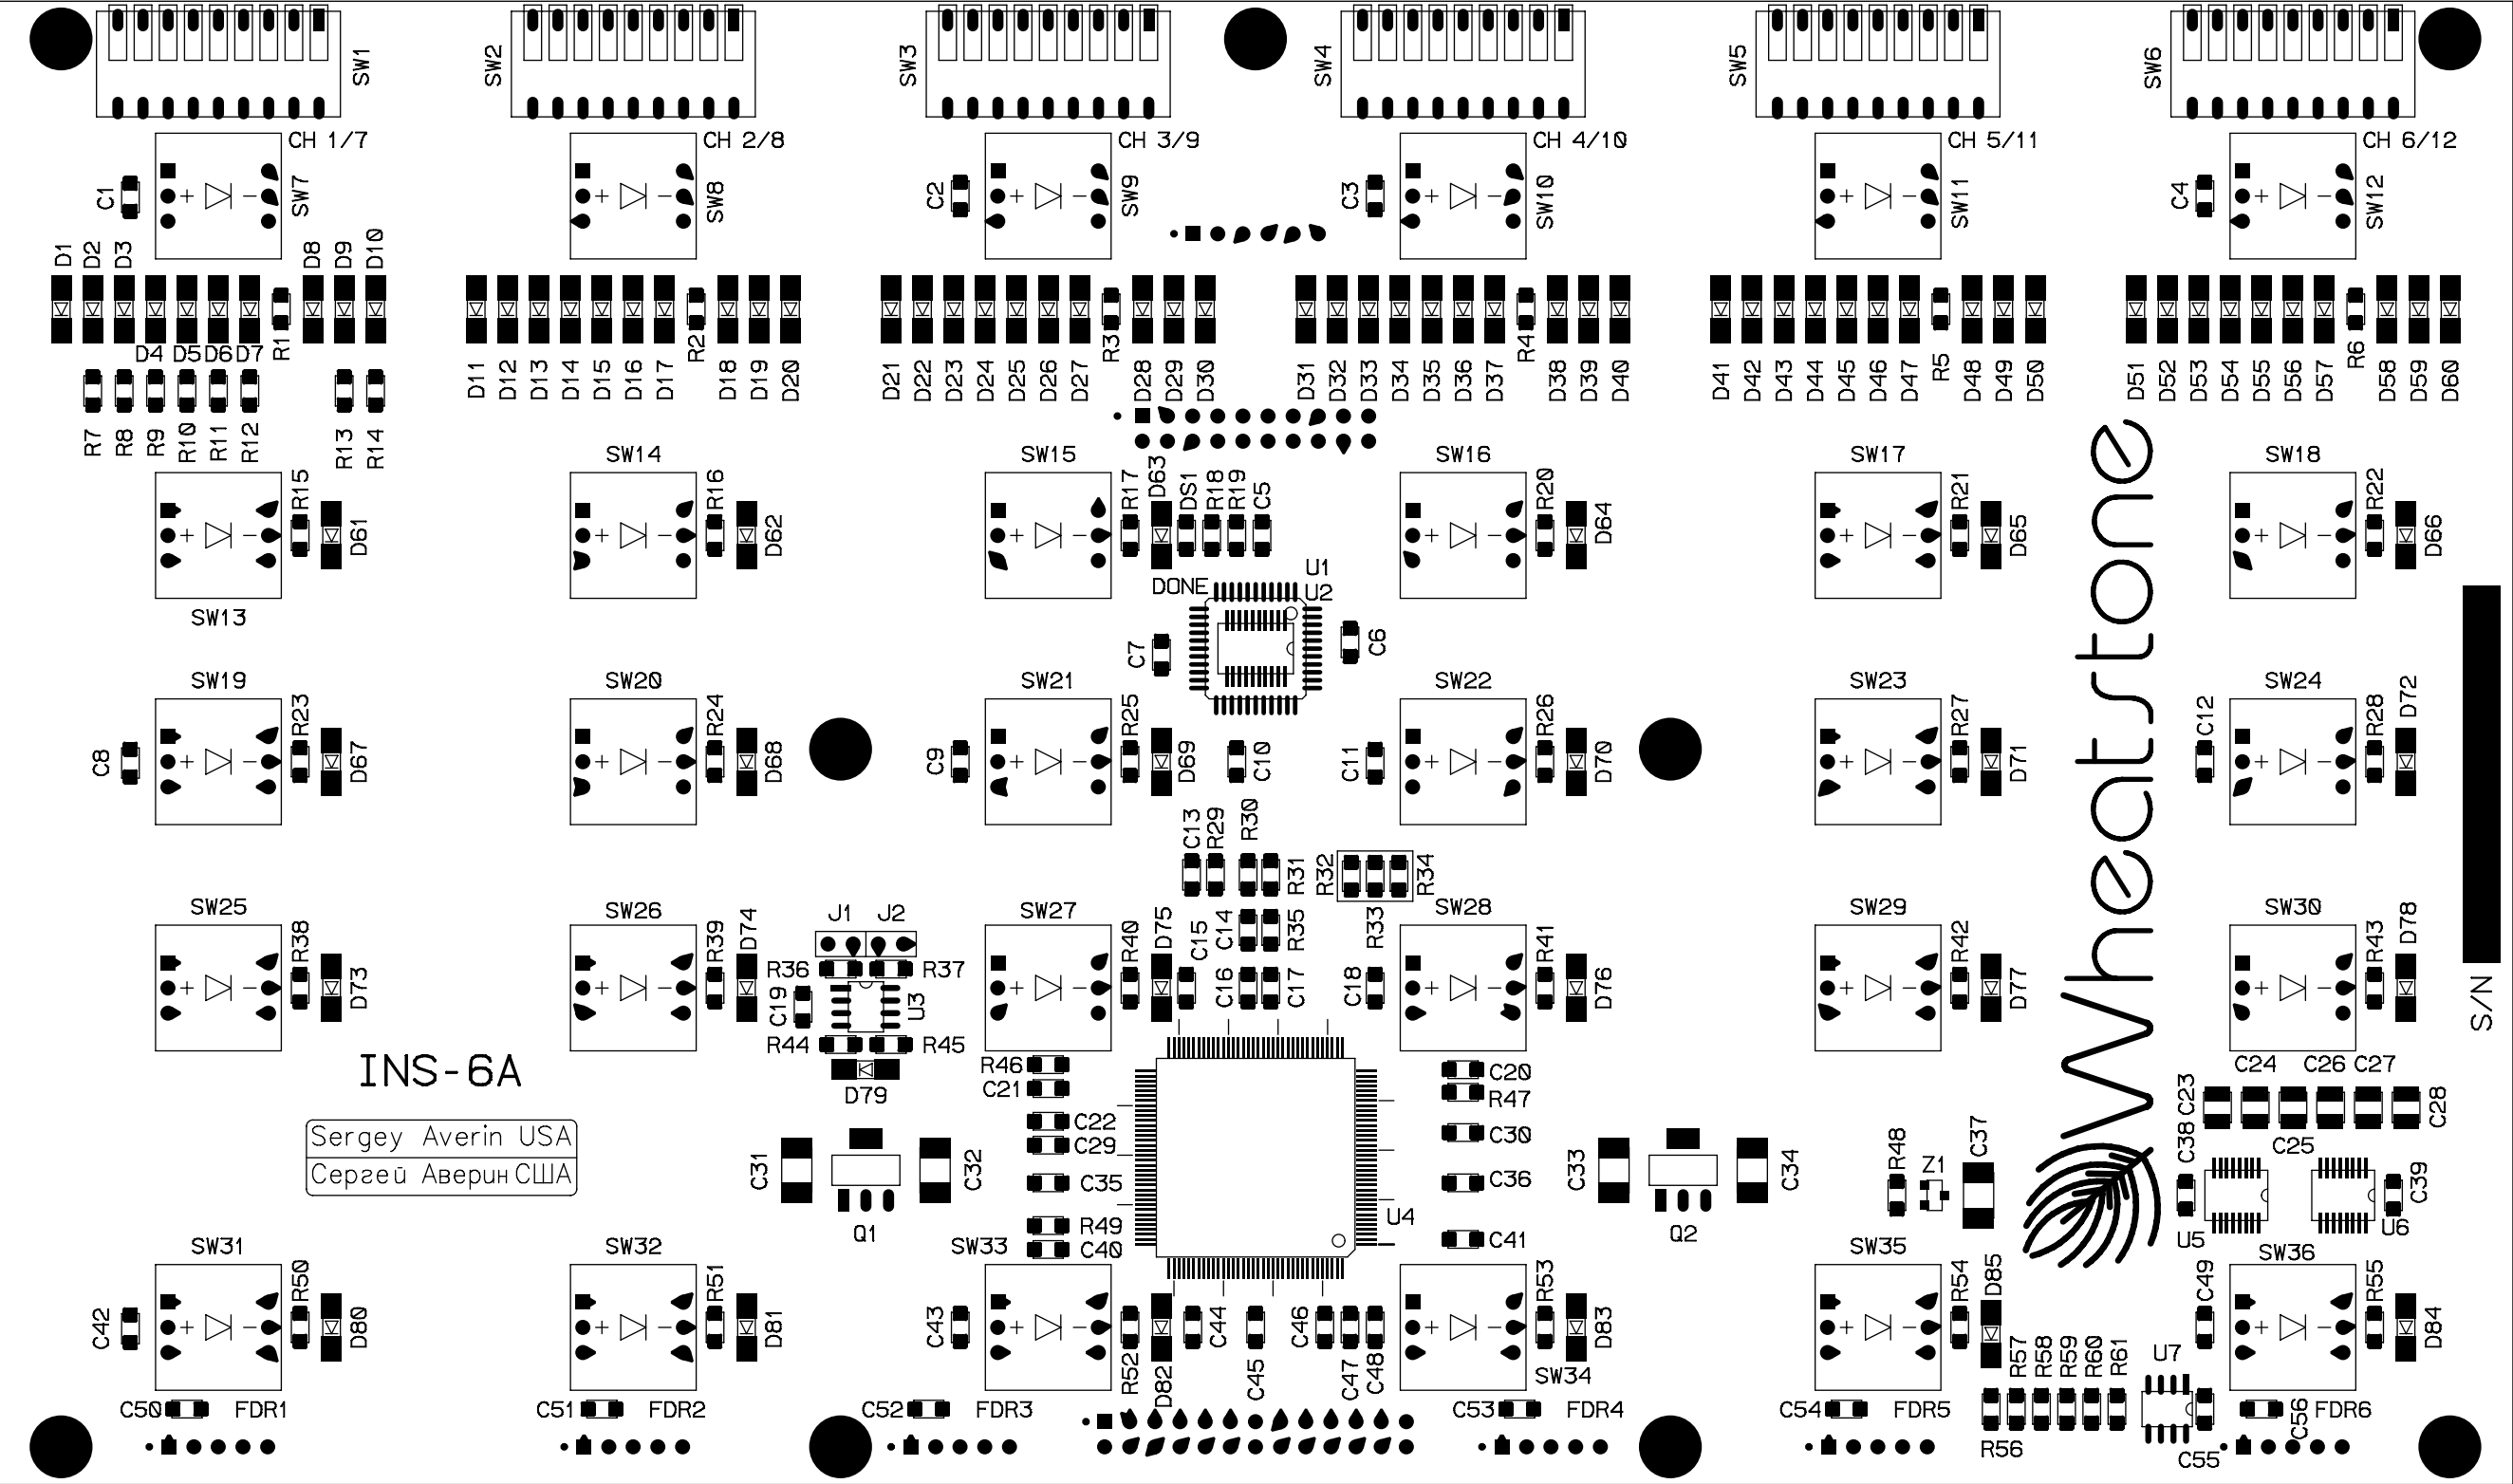 SW1 SW2 SW3 SW4 SW5 SW6
CH 1/7 CH 2/8 CH 3/9 CH 4/10 CH 5/11 CH 6/12
C1 SW7 SW8 C2 SW9 C3 SW10 SW11 C4 SW12
D1 D2 D3 D8 D9 D10
D4 D5 D6 D7 R1 R2 R3 R4 R5 R6
D11 D12 D13 D14 D15 D16 D17 D18 D19 D20 D21 D22 D23 D24 D25 D26 D27 D28 D29 D30 D31 D32 D33 D34 D35 D36 D37 D38 D39 D40 D41 D42 D43 D44 D45 D46 D47 D48 D49 D50 D51 D52 D53 D54 D55 D56 D57 D58 D59 D60
R7 R8 R9 R10 R11 R12 R13 R14
SW14 SW15 SW16 SW17 SW18
R15 D61 R16 D62 R17 D63 DS1 R18 R19 C5 R20 D64 R21 D65 R22 D66
SW13 DONE U1
U2
C7 C6
SW19 SW20 SW21 SW22 SW23 SW24
C8 R23 D67 R24 D68 C9 R25 D69 C10 C11 R26 D70 R27 D71 C12 R28 D72
C13 R29 R30 R31 R32 R34
SW25 SW26 J1 J2 SW27 SW28 SW29 SW30
C15 C14 R35 R33
R38 D73 R39 D74 R36 R37 R40 D75 C16 C17 C18 R41 D76 R42 D77 R43 D78
C19 U3
R44 R45
D79
Wheatstone
S/N
INS-6A
R46 C20
C21 R47
C24 C26 C27
C23 C28
C25
C22 C30
C29
Sergey Averin USA
Сергей Аверин США
C31 C32 C35 C36 C33 C34 R48 Z1 C37 C38 C39
Q1 R49 U4 Q2 U5 U6
C40 C41
SW31 SW32 SW33 SW35 SW36
C42 R50 D80 R51 D81 C43 R52 D82 C44 C45 C46 C47 C48 R53 D83 R54 D85 C49 R55 D84
SW34 R57 R58 R59 R60 R61 U7
C50 FDR1 C51 FDR2 C52 FDR3 C53 FDR4 C54 FDR5 C56 FDR6
R56 C55